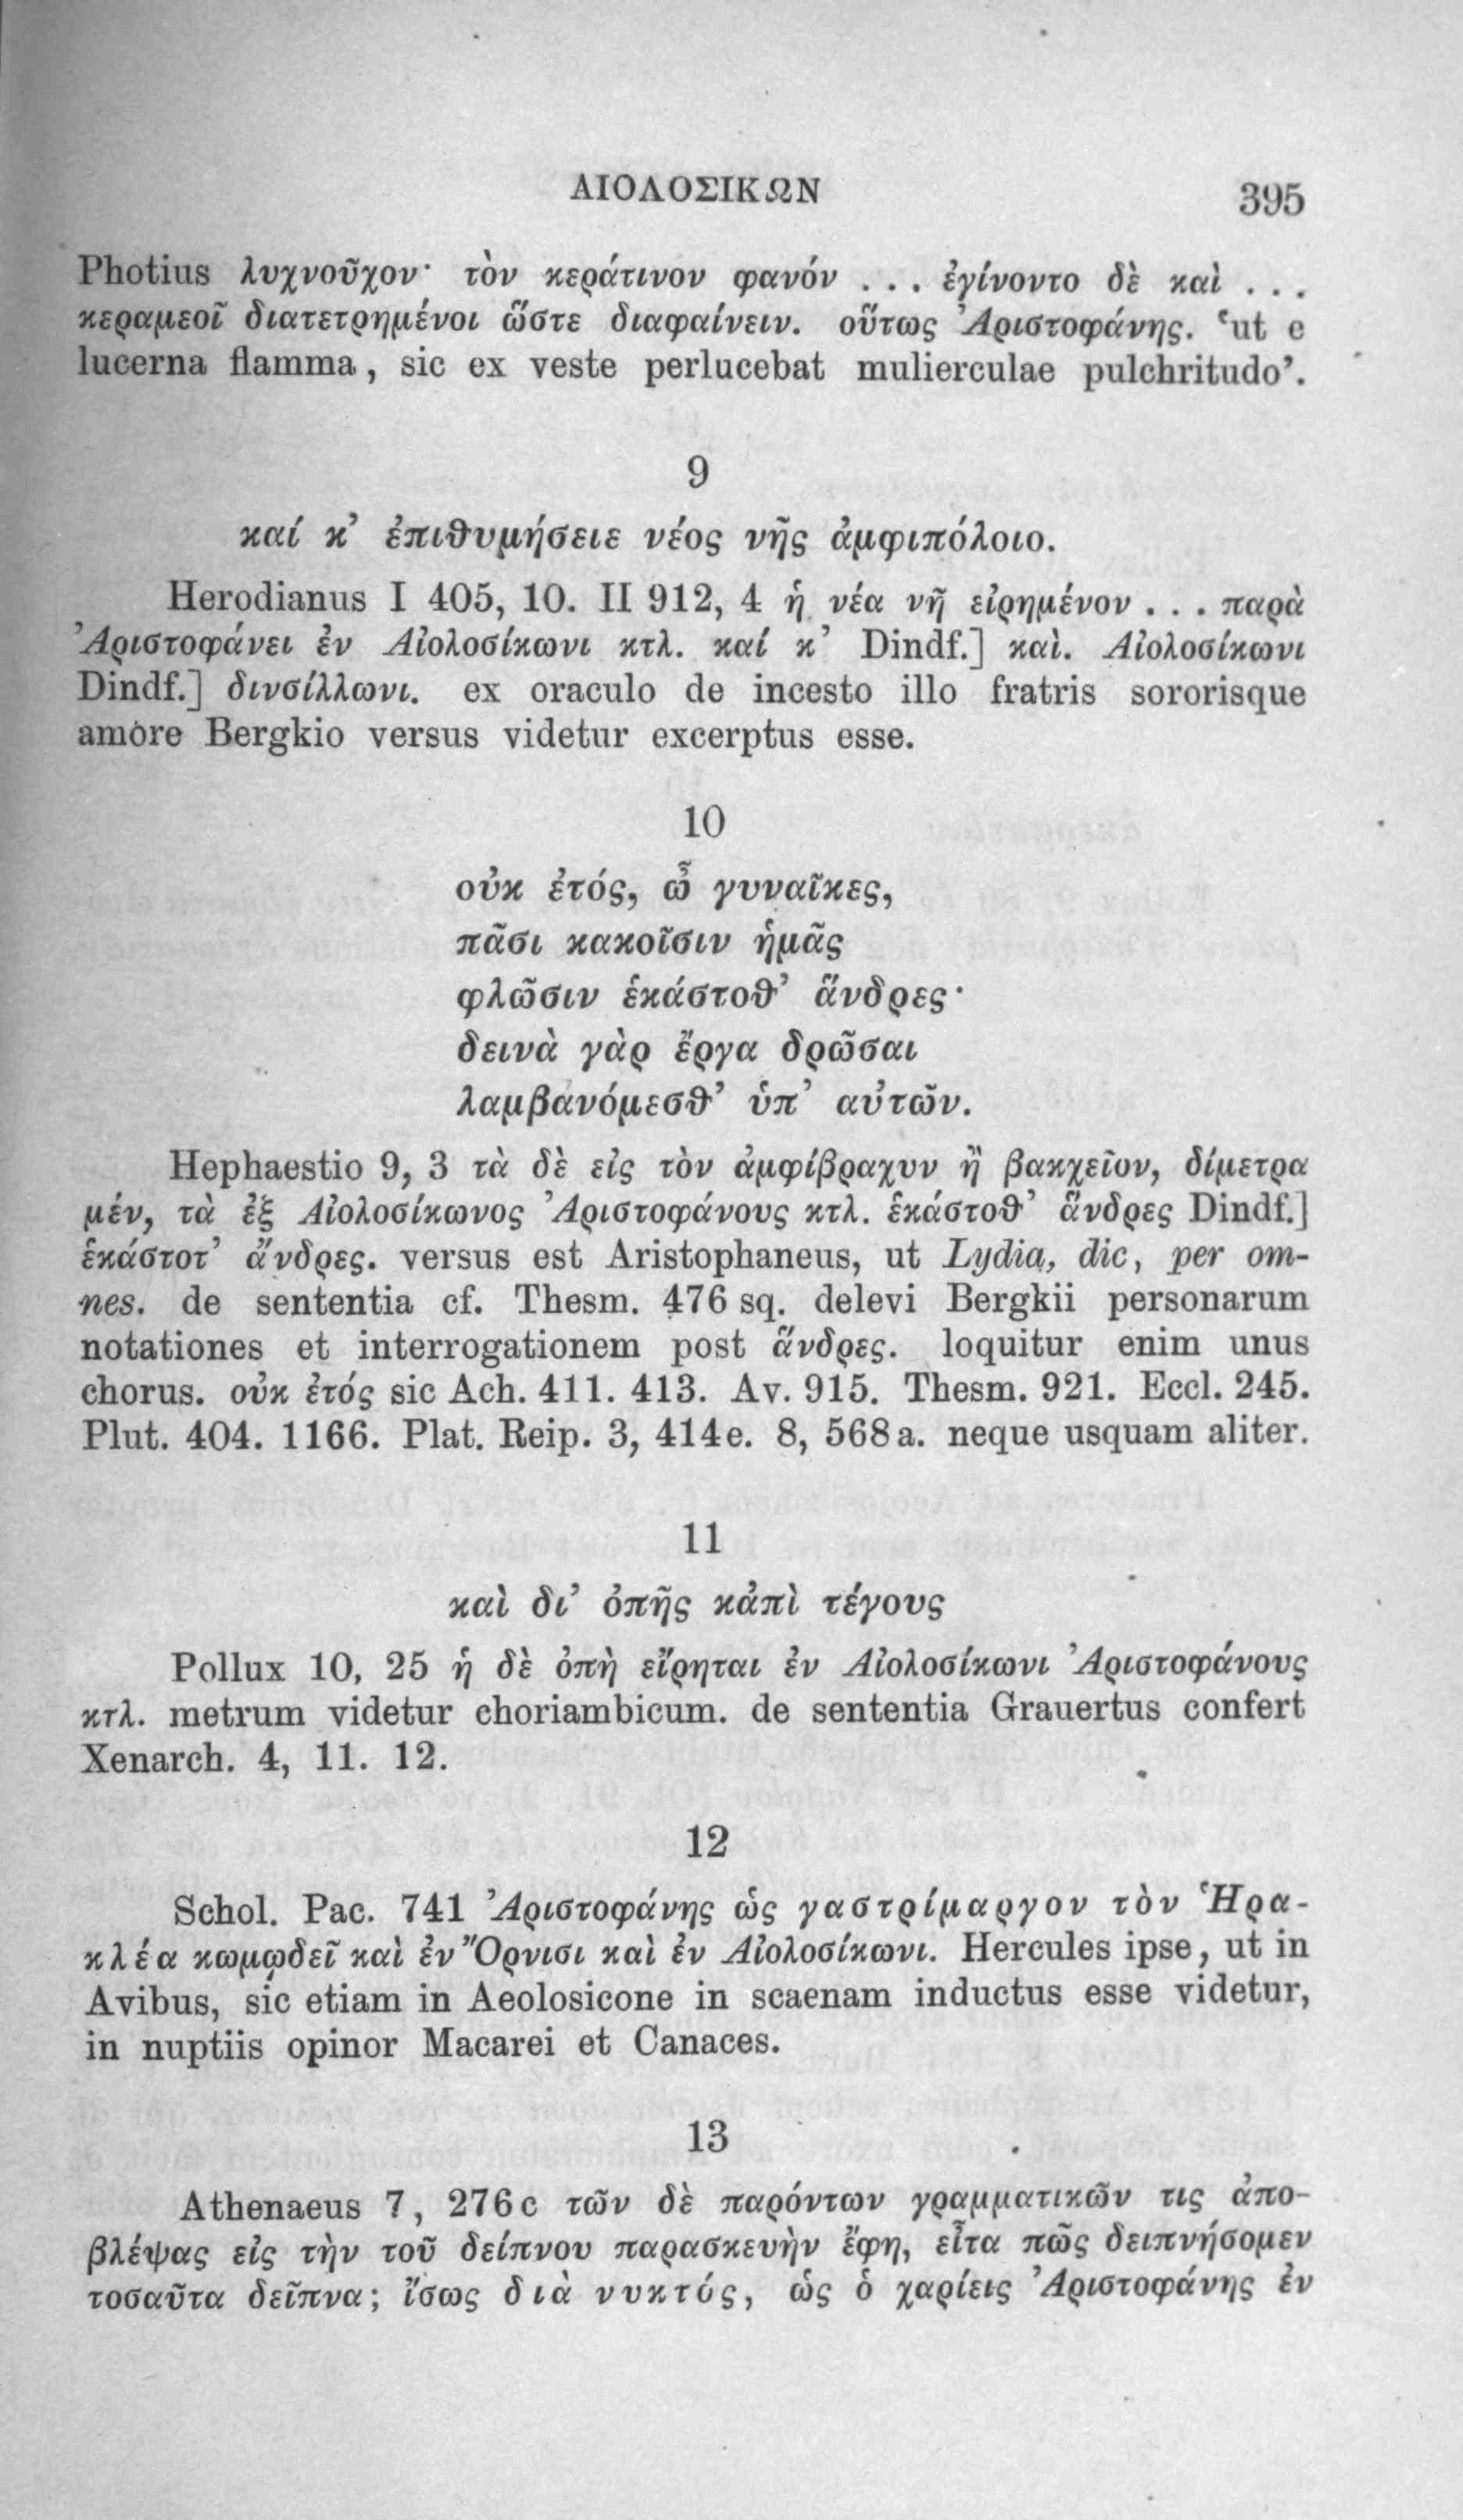 ΑΙΟΛΟΣΙΚΩΝ 395
Photius λυχνοῦχον· τὸν κεράτινον φανόν . . . ἐγίνοντο δὲ καὶ . . .
κεραμεοῖ διατετρημένοι ὥστε διαφαίνειν. οὕτως Ἀριστοφάνης. ‘ut e
lucerna flamma, sic ex veste perlucebat mulierculae pulchritudo’.
9
καί κ’ ἐπιθυμήσειε νέος νῆς ἀμφιπόλοιο.
Herodianus I 405, 10. II 912, 4 ἡ νέα νῆ εἰρημένον . . . παρὰ
Ἀριστοφάνει ἐν Αἰολοσίκωνι κτλ. καί κ’ Dindf.] καὶ. Αἰολοσίκωνι
Dindf.] δινσίλλωνι. ex oraculo de incesto illo fratris sororisque
amore Bergkio versus videtur excerptus esse.
10
οὐκ ἐτός, ὦ γυναῖκες,
πᾶσι κακοῖσιν ἡμᾶς
φλῶσιν ἑκάστοθ’ ἅνδρες·
δεινὰ γὰρ ἔργα δρῶσαι
λαμβανόμεσθ’ ὑπ’ αὐτῶν.
Hephaestio 9, 3 τὰ δὲ εἰς τὸν ἀμφίβραχυν ἢ βακχεῖον, δίμετρα
μέν, τὰ ἐξ Αἰολοσίκωνος Ἀριστοφάνους κτλ. ἑκάστοθ’ ἅνδρες Dindf.]
ἑκάστοτ’ ἄνδρες. versus est Aristophaneus, ut Lydia, dic, per om-
nes. de sententia cf. Thesm. 476 sq. delevi Bergkii personarum
notationes et interrogationem post ἅνδρες. loquitur enim unus
chorus. οὐκ ἐτός sic Ach. 411. 413. Av. 915. Thesm. 921. Eccl. 245.
Plut. 404. 1166. Plat. Reip. 3, 414e. 8, 568a. neque usquam aliter.
11
καὶ δι’ ὀπῆς κἀπὶ τέγους
Pollux 10, 25 ἡ δὲ ὀπὴ εἴρηται ἐν Αἰολοσίκωνι Ἀριστοφάνους
κτλ. metrum videtur choriambicum. de sententia Grauertus confert
Xenarch. 4, 11. 12.
12
Schol. Pac. 741 Ἀριστοφάνης ὡς γαστρίμαργον τὸν Ἡρα-
κλέα κωμῳδεῖ καὶ ἐν Ὄρνισι καὶ ἐν Αἰολοσίκωνι. Hercules ipse, ut in
Avibus, sic etiam in Aeolosicone in scaenam inductus esse videtur,
in nuptiis opinor Macarei et Canaces.
13
Athenaeus 7, 276c τῶν δὲ παρόντων γραμματικῶν τις ἀπο-
βλέψας εἰς τὴν τοῦ δείπνου παρασκευὴν ἔφη, εἶτα πῶς δειπνήσομεν
τοσαῦτα δεῖπνα; ἴσως διὰ νυκτός, ὡς ὁ χαρίεις Ἀριστοφάνης ἐν